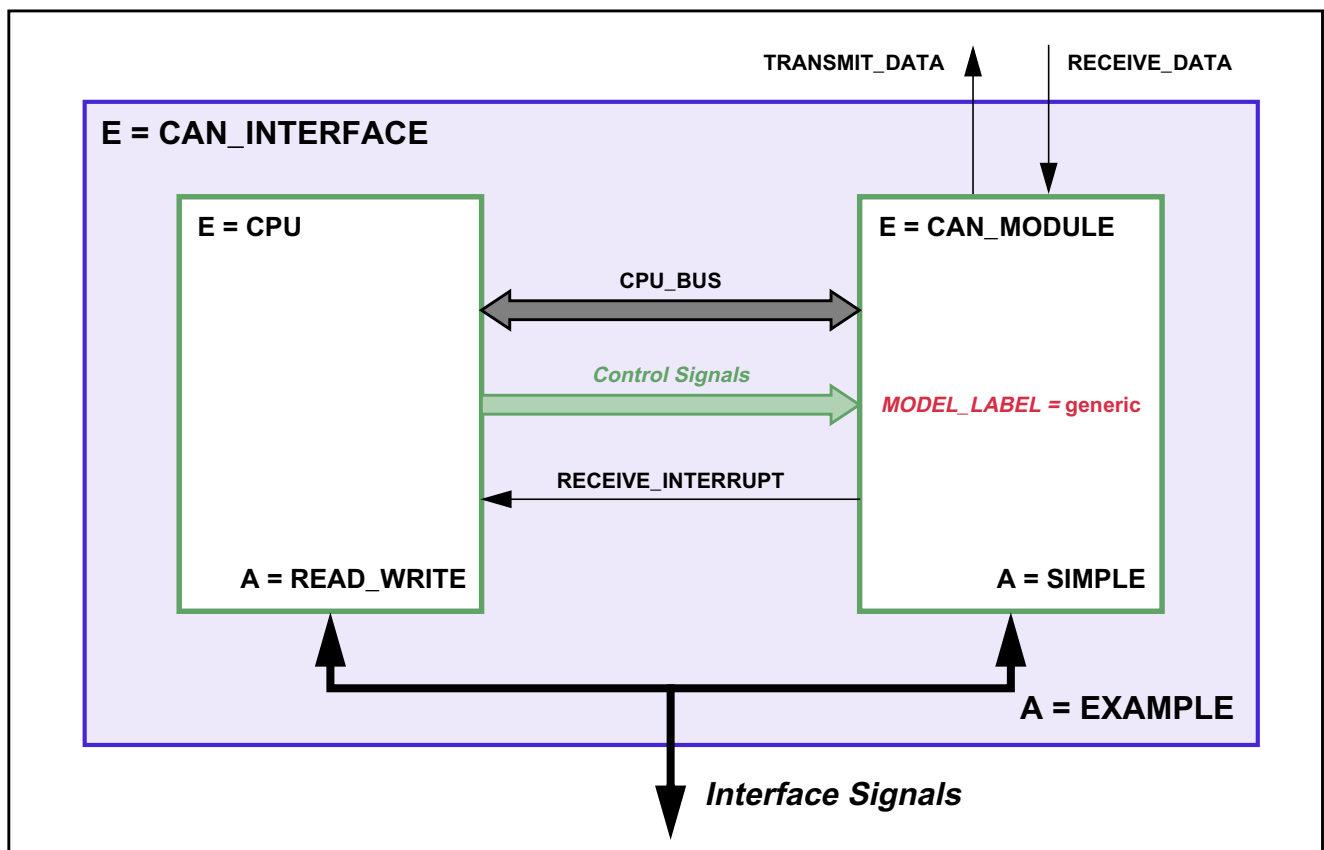 TRANSMIT_DATA
RECEIVE_DATA
E = CAN_INTERFACE
E = CPU
E = CAN_MODULE
CPU_BUS
Control Signals
MODEL_LABEL = generic
RECEIVE_INTERRUPT
A = READ_WRITE
A = SIMPLE
A = EXAMPLE
Interface Signals